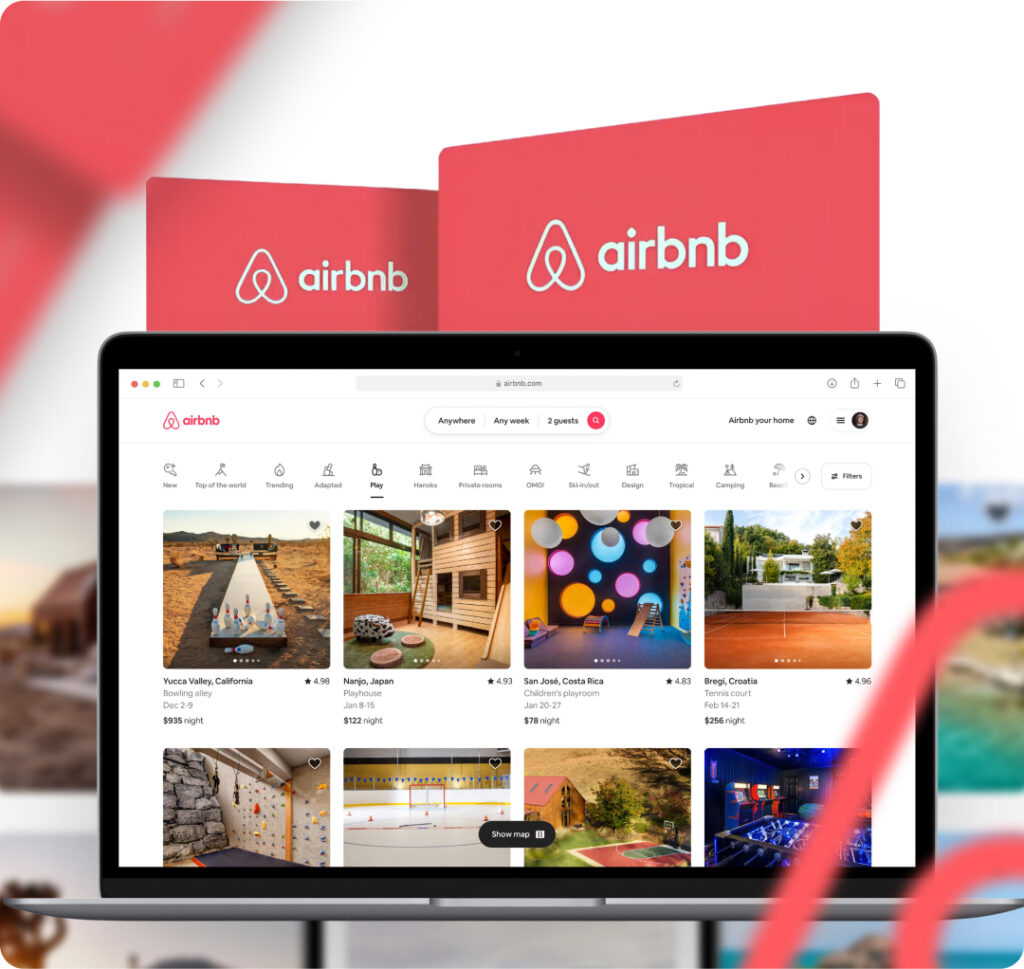 airbnb
airbnb
airbnb.com
airbnb
Anywhere
Any week
2 guests
Airbnb your home
New
Top of the world
Trending
Adapted
Play
Hanoks
Private rooms
OMG!
Ski-in/out
Design
Tropical
Camping
Beach
Filters
Yucca Valley, California
4.98
Bowling alley
Dec 2-9
$935 night
Nanjo, Japan
4.93
Playhouse
Jan 8-15
$122 night
San José, Costa Rica
4.83
Children's playroom
Jan 20-27
$78 night
Bregi, Croatia
4.96
Tennis court
Feb 14-21
$256 night
Show map